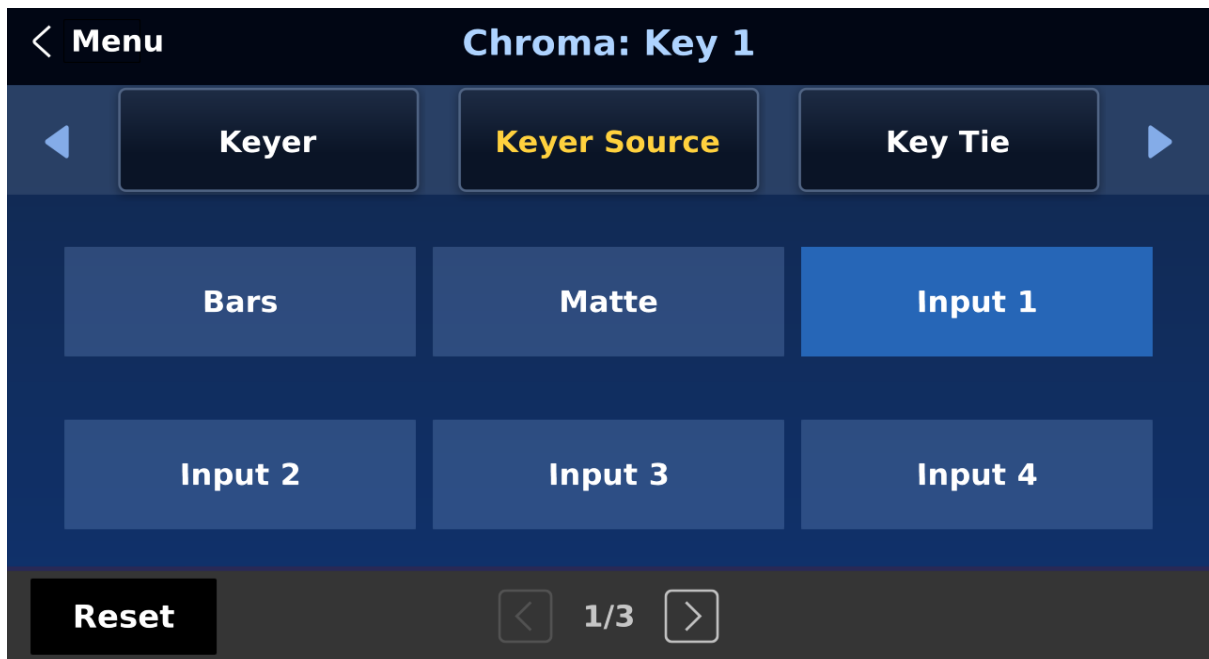 Menu
Chroma: Key 1
Keyer
Keyer Source
Key Tie
Bars
Matte
Input 1
Input 2
Input 3
Input 4
Reset
1/3